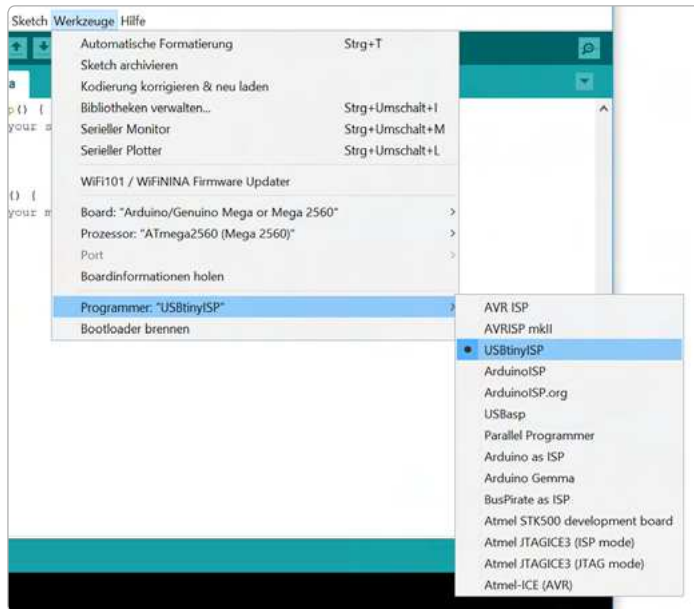 Sketch Werkzeuge Hilfe
Automatische Formatierung Strg+T
Sketch archivieren
Kodierung korrigieren & neu laden
Bibliotheken verwalten... Strg+Umschalt+I
Serieller Monitor Strg+Umschalt+M
Serieller Plotter Strg+Umschalt+L
WiFi101 / WiFiNINA Firmware Updater
Board: "Arduino/Genuino Mega or Mega 2560"
Prozessor: "ATmega2560 (Mega 2560)"
Port
Boardinformationen holen
Programmer: "USBtinyISP"
Bootloader brennen
a
p() {
your s
() {
your m
AVR ISP
AVRISP mkII
USBtinyISP
ArduinoISP
ArduinoISP.org
USBasp
Parallel Programmer
Arduino as ISP
Arduino Gemma
BusPirate as ISP
Atmel STK500 development board
Atmel JTAGICE3 (ISP mode)
Atmel JTAGICE3 (JTAG mode)
Atmel-ICE (AVR)